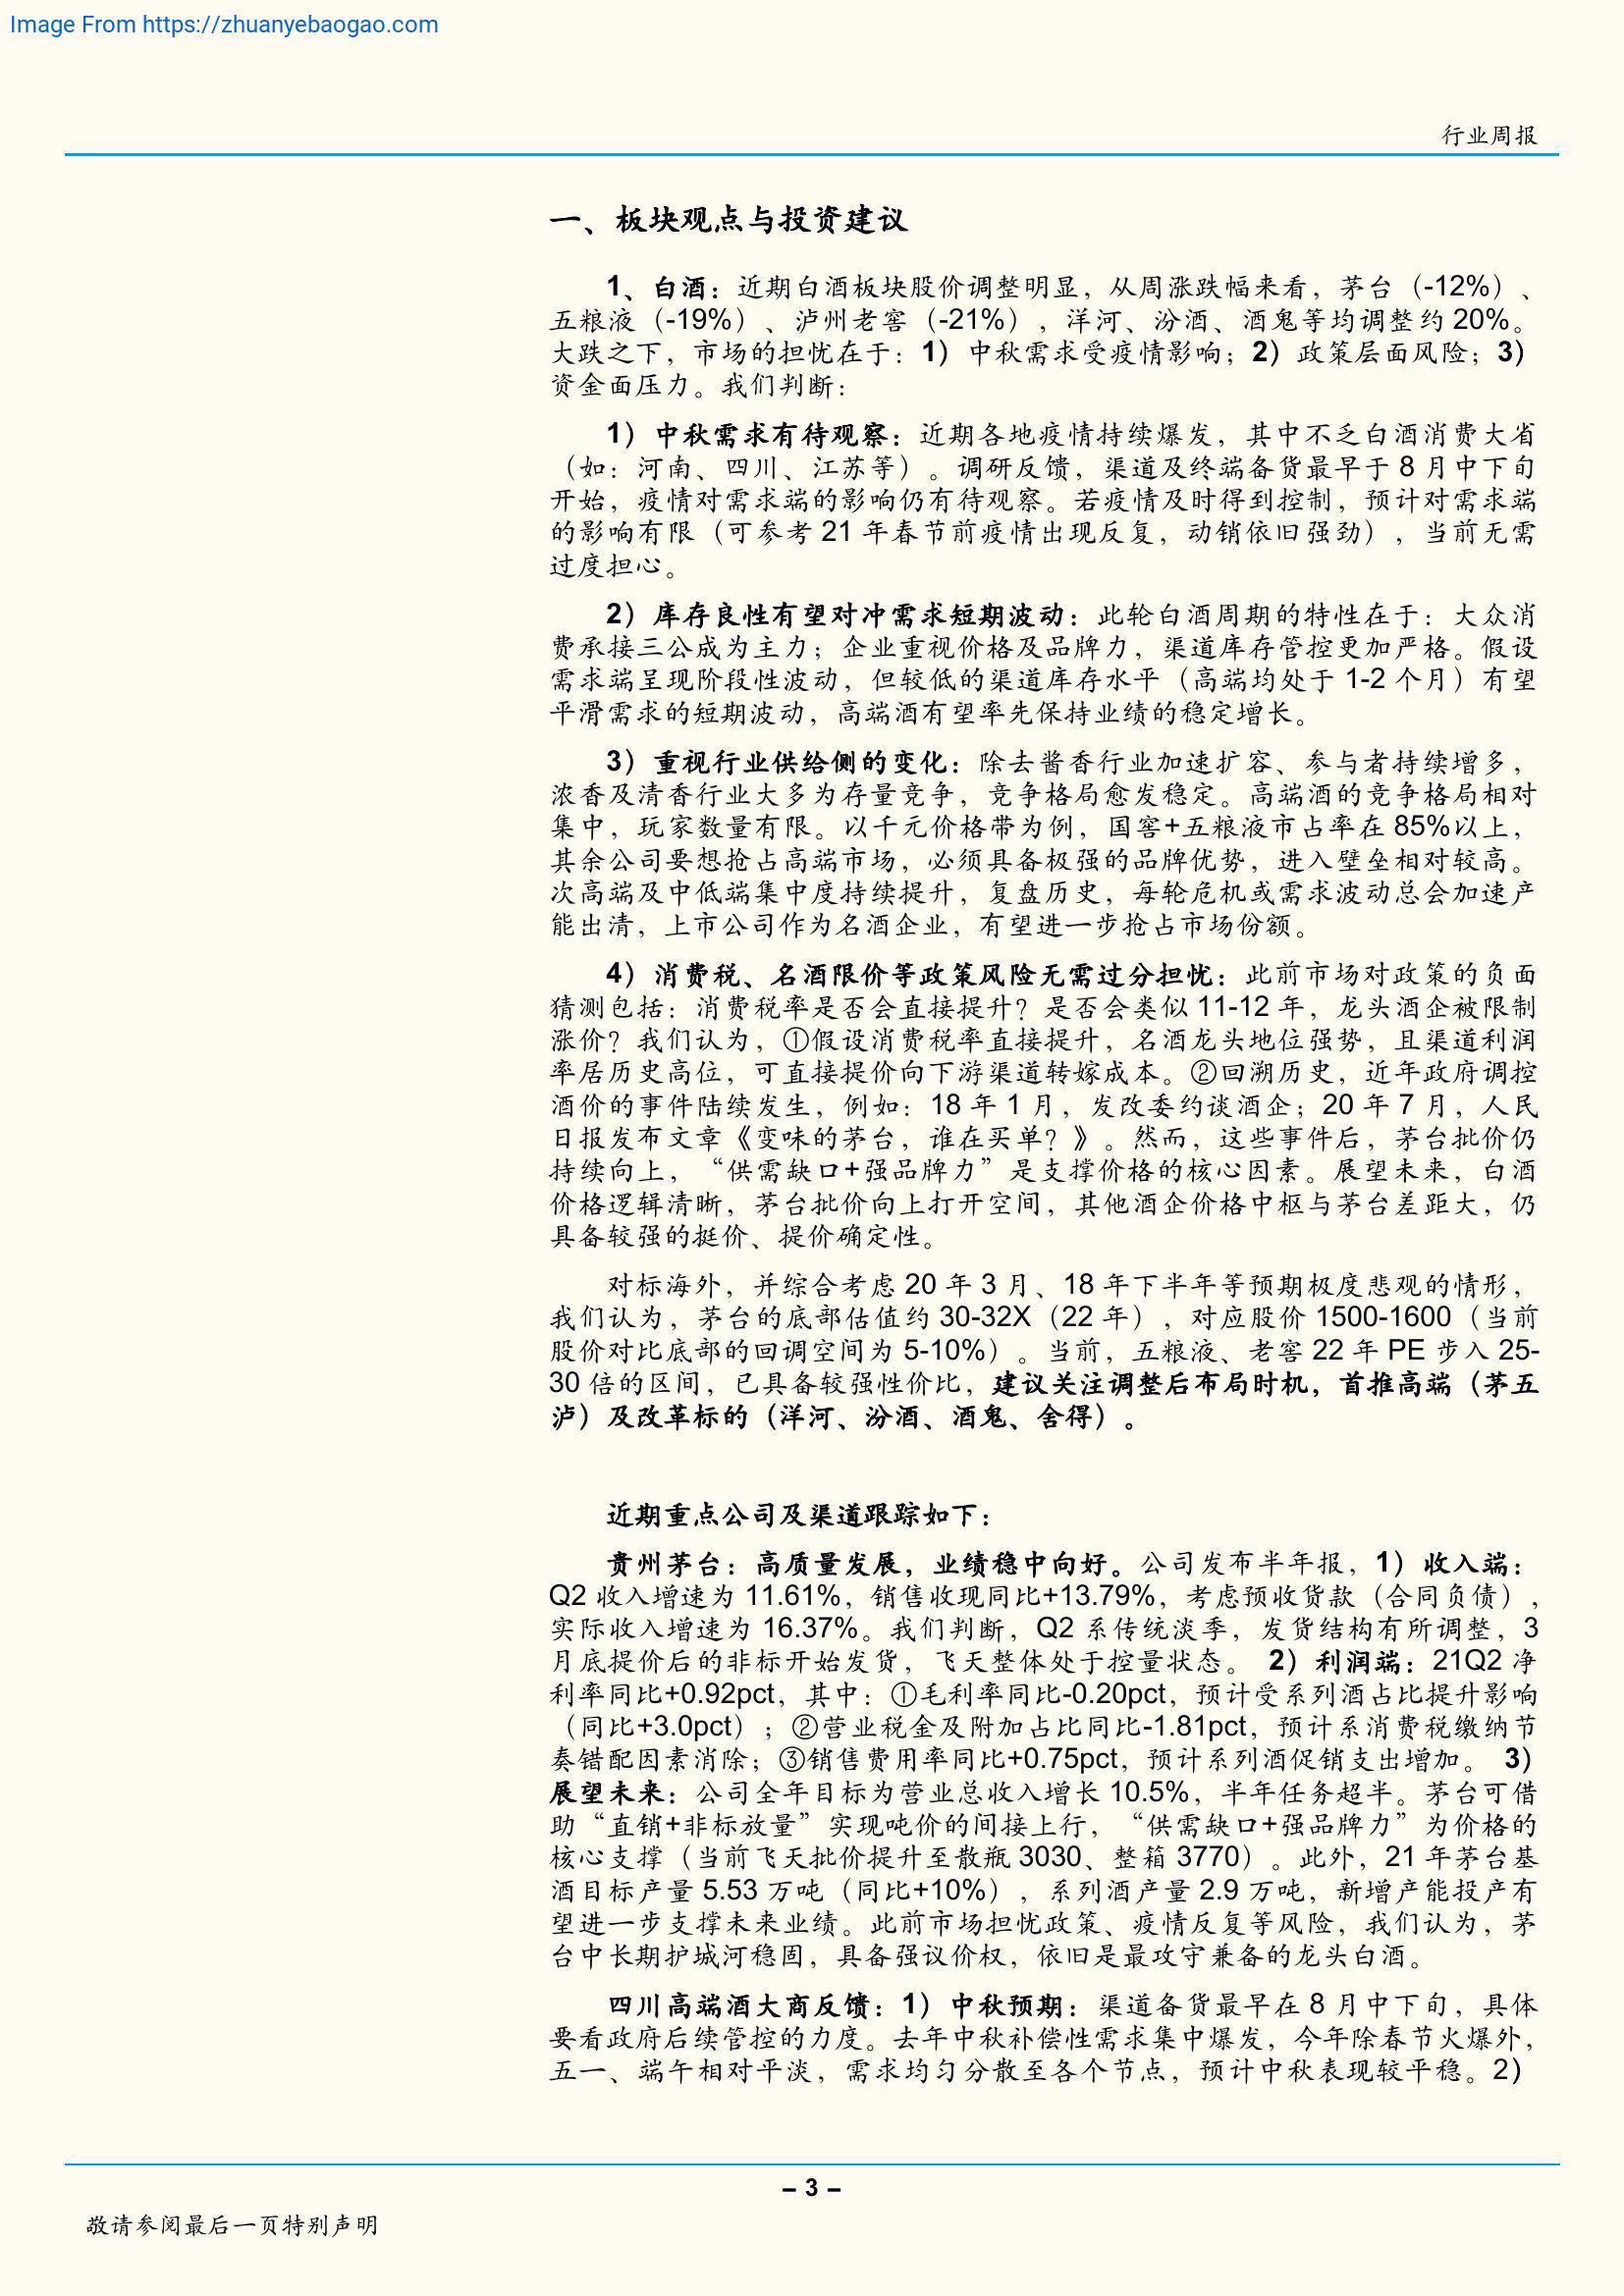 Image From https://zhuanyebaogao.com
行业周报
一、板块观点与投资建议
1、白酒：近期白酒板块股价调整明显，从周涨跌幅来看，茅台（-12%）、
五粮液（-19%）、泸州老窖（-21%），洋河、汾酒、酒鬼等均调整约 20%。
大跌之下，市场的担忧在于：1）中秋需求受疫情影响；2）政策层面风险；3）
资金面压力。我们判断：
1）中秋需求有待观察：近期各地疫情持续爆发，其中不乏白酒消费大省
（如：河南、四川、江苏等）。调研反馈，渠道及终端备货最早于 8 月中下旬
开始，疫情对需求端的影响仍有待观察。若疫情及时得到控制，预计对需求端
的影响有限（可参考 21 年春节前疫情出现反复，动销依旧强劲），当前无需
过度担心。
2）库存良性有望对冲需求短期波动：此轮白酒周期的特性在于：大众消
费承接三公成为主力；企业重视价格及品牌力，渠道库存管控更加严格。假设
需求端呈现阶段性波动，但较低的渠道库存水平（高端均处于 1-2 个月）有望
平滑需求的短期波动，高端酒有望率先保持业绩的稳定增长。
3）重视行业供给侧的变化：除去酱香行业加速扩容、参与者持续增多，
浓香及清香行业大多为存量竞争，竞争格局愈发稳定。高端酒的竞争格局相对
集中，玩家数量有限。以千元价格带为例，国窖+五粮液市占率在 85%以上，
其余公司要想抢占高端市场，必须具备极强的品牌优势，进入壁垒相对较高。
次高端及中低端集中度持续提升，复盘历史，每轮危机或需求波动总会加速产
能出清，上市公司作为名酒企业，有望进一步抢占市场份额。
4）消费税、名酒限价等政策风险无需过分担忧：此前市场对政策的负面
猜测包括：消费税率是否会直接提升？是否会类似 11-12 年，龙头酒企被限制
涨价？我们认为，①假设消费税率直接提升，名酒龙头地位强势，且渠道利润
率居历史高位，可直接提价向下游渠道转嫁成本。②回溯历史，近年政府调控
酒价的事件陆续发生，例如：18 年 1 月，发改委约谈酒企；20 年 7 月，人民
日报发布文章《变味的茅台，谁在买单？》。然而，这些事件后，茅台批价仍
持续向上，“供需缺口+强品牌力”是支撑价格的核心因素。展望未来，白酒
价格逻辑清晰，茅台批价向上打开空间，其他酒企价格中枢与茅台差距大，仍
具备较强的挺价、提价确定性。
对标海外，并综合考虑 20 年 3 月、18 年下半年等预期极度悲观的情形，
我们认为，茅台的底部估值约 30-32X（22 年），对应股价 1500-1600（当前
股价对比底部的回调空间为 5-10%）。当前，五粮液、老窖 22 年 PE 步入 25-
30 倍的区间，已具备较强性价比，建议关注调整后布局时机，首推高端（茅五
泸）及改革标的（洋河、汾酒、酒鬼、舍得）。
近期重点公司及渠道跟踪如下：
贵州茅台：高质量发展，业绩稳中向好。公司发布半年报，1）收入端：
Q2 收入增速为 11.61%，销售收现同比+13.79%，考虑预收货款（合同负债），
实际收入增速为 16.37%。我们判断，Q2 系传统淡季，发货结构有所调整，3
月底提价后的非标开始发货，飞天整体处于控量状态。 2）利润端：21Q2 净
利率同比+0.92pct，其中：①毛利率同比-0.20pct，预计受系列酒占比提升影响
（同比+3.0pct）；②营业税金及附加占比同比-1.81pct，预计系消费税缴纳节
奏错配因素消除；③销售费用率同比+0.75pct，预计系列酒促销支出增加。 3）
展望未来：公司全年目标为营业总收入增长 10.5%，半年任务超半。茅台可借
助“直销+非标放量”实现吨价的间接上行，“供需缺口+强品牌力”为价格的
核心支撑（当前飞天批价提升至散瓶 3030、整箱 3770）。此外，21 年茅台基
酒目标产量 5.53 万吨（同比+10%），系列酒产量 2.9 万吨，新增产能投产有
望进一步支撑未来业绩。此前市场担忧政策、疫情反复等风险，我们认为，茅
台中长期护城河稳固，具备强议价权，依旧是最攻守兼备的龙头白酒。
四川高端酒大商反馈：1）中秋预期：渠道备货最早在 8 月中下旬，具体
要看政府后续管控的力度。去年中秋补偿性需求集中爆发，今年除春节火爆外，
五一、端午相对平淡，需求均匀分散至各个节点，预计中秋表现较平稳。2）
- 3 -
敬请参阅最后一页特别声明